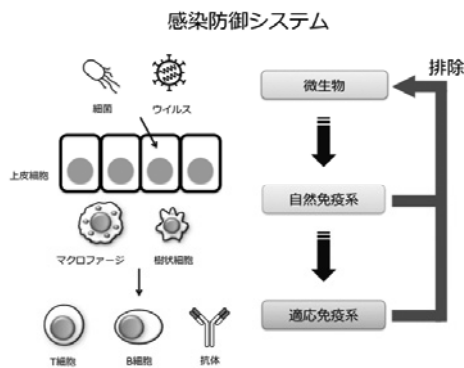 感染防御システム
細菌
ウイルス
上皮細胞
マクロファージ
樹状細胞
T細胞
B細胞
抗体
微生物
排除
自然免疫系
適応免疫系